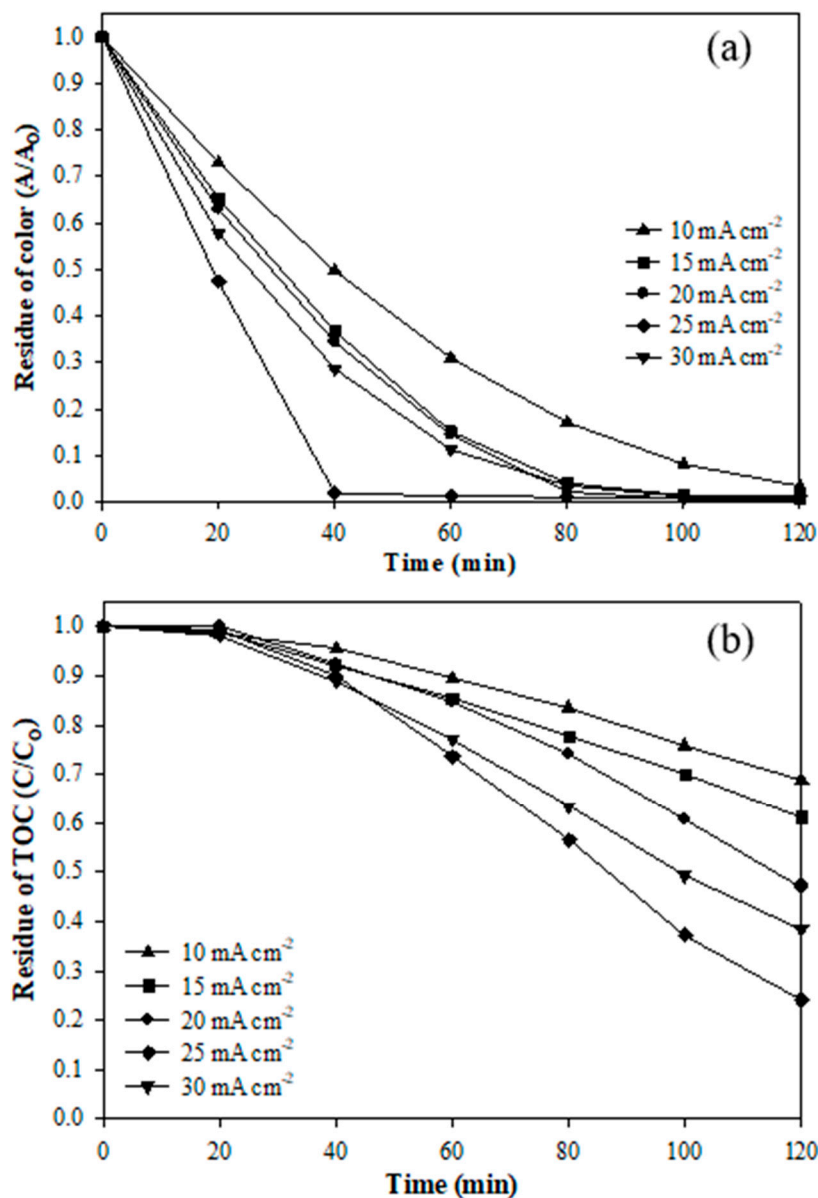 (a)
Residue of color (A/A₀)
1.0
0.9
0.8
0.7
0.6
0.5
0.4
0.3
0.2
0.1
0.0
10 mA cm⁻²
15 mA cm⁻²
20 mA cm⁻²
25 mA cm⁻²
30 mA cm⁻²
0 20 40 60 80 100 120
Time (min)
(b)
Residue of TOC (C/C₀)
1.0
0.9
0.8
0.7
0.6
0.5
0.4
0.3
0.2
0.1
0.0
10 mA cm⁻²
15 mA cm⁻²
20 mA cm⁻²
25 mA cm⁻²
30 mA cm⁻²
0 20 40 60 80 100 120
Time (min)